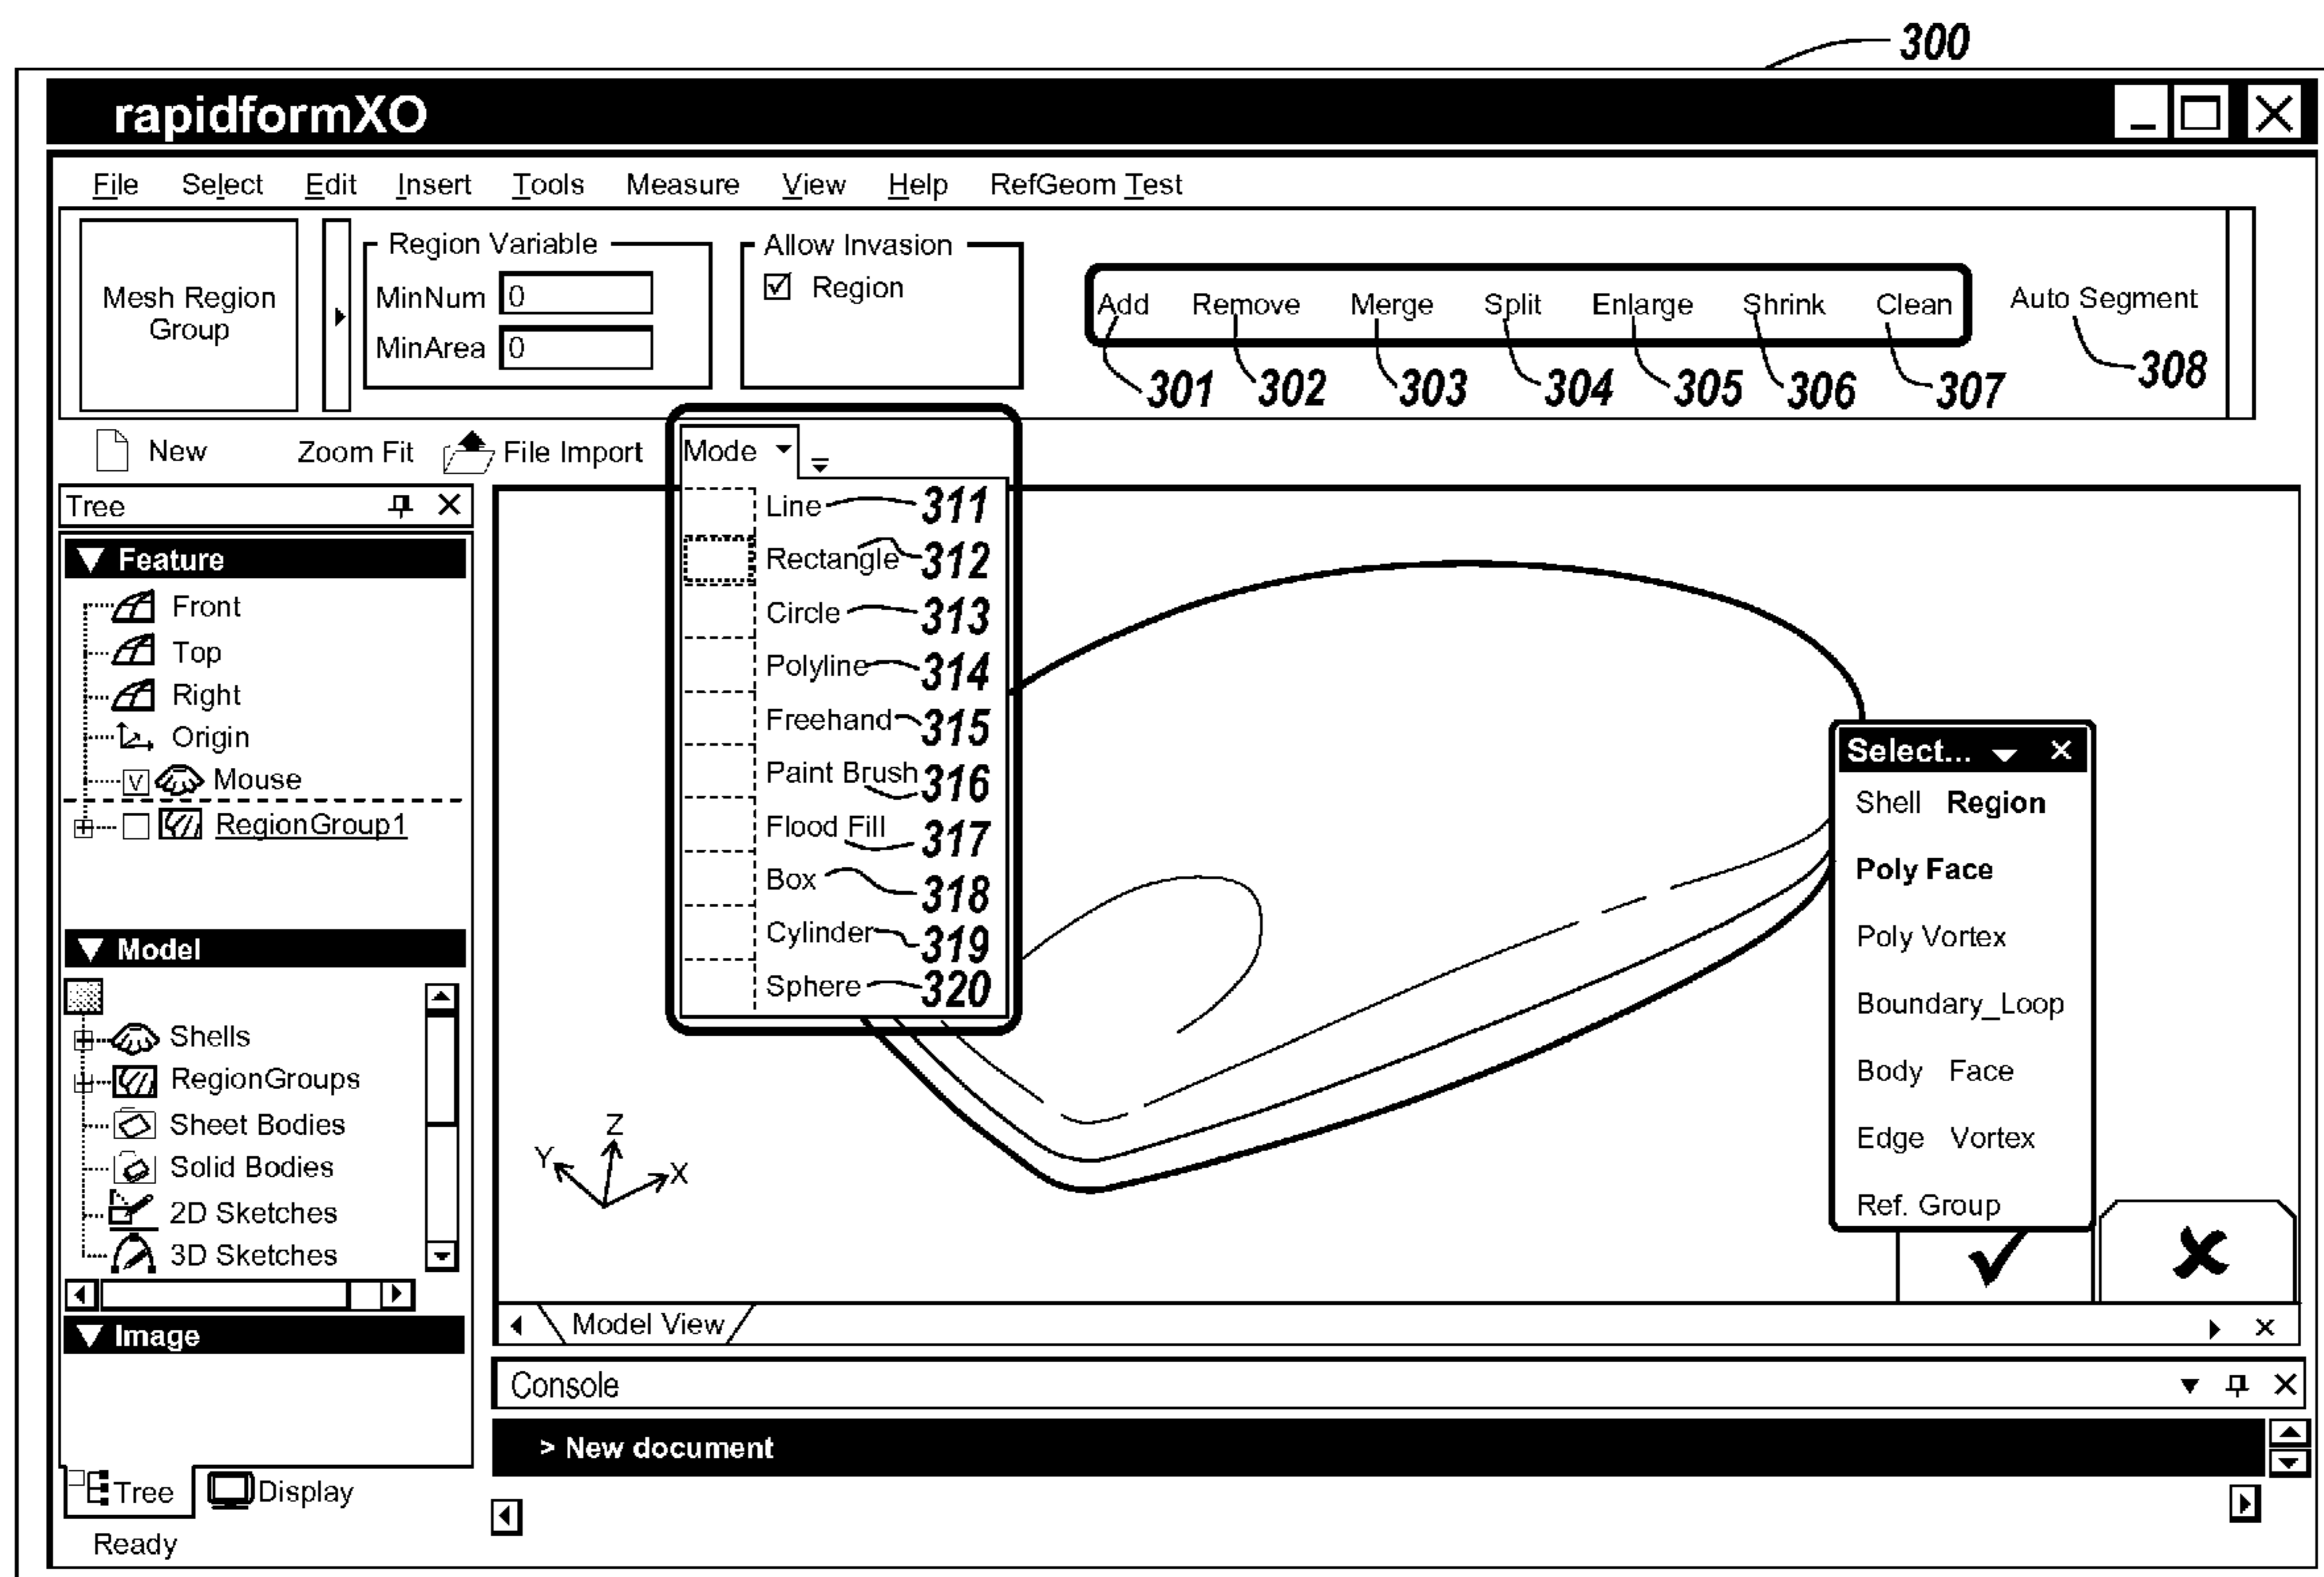 300
rapidformXO
File Select Edit Insert Tools Measure View Help RefGeom Test
Mesh Region
Group
Region Variable
MinNum 0
MinArea 0
Allow Invasion
Region
Add Remove Merge Split Enlarge Shrink Clean Auto Segment
301 302 303 304 305 306 307 308
New Zoom Fit File Import Mode
Line 311
Rectangle 312
Circle 313
Polyline 314
Freehand 315
Paint Brush 316
Flood Fill 317
Box 318
Cylinder 319
Sphere 320
Tree
Feature
Front
Top
Right
Origin
V Mouse
RegionGroup1
Model
Shells
RegionGroups
Sheet Bodies
Solid Bodies
2D Sketches
3D Sketches
Image
Tree Display
Ready
Select...
Shell Region
Poly Face
Poly Vortex
Boundary_Loop
Body Face
Edge Vortex
Ref. Group
Z
Y
X
Model View
Console
> New document